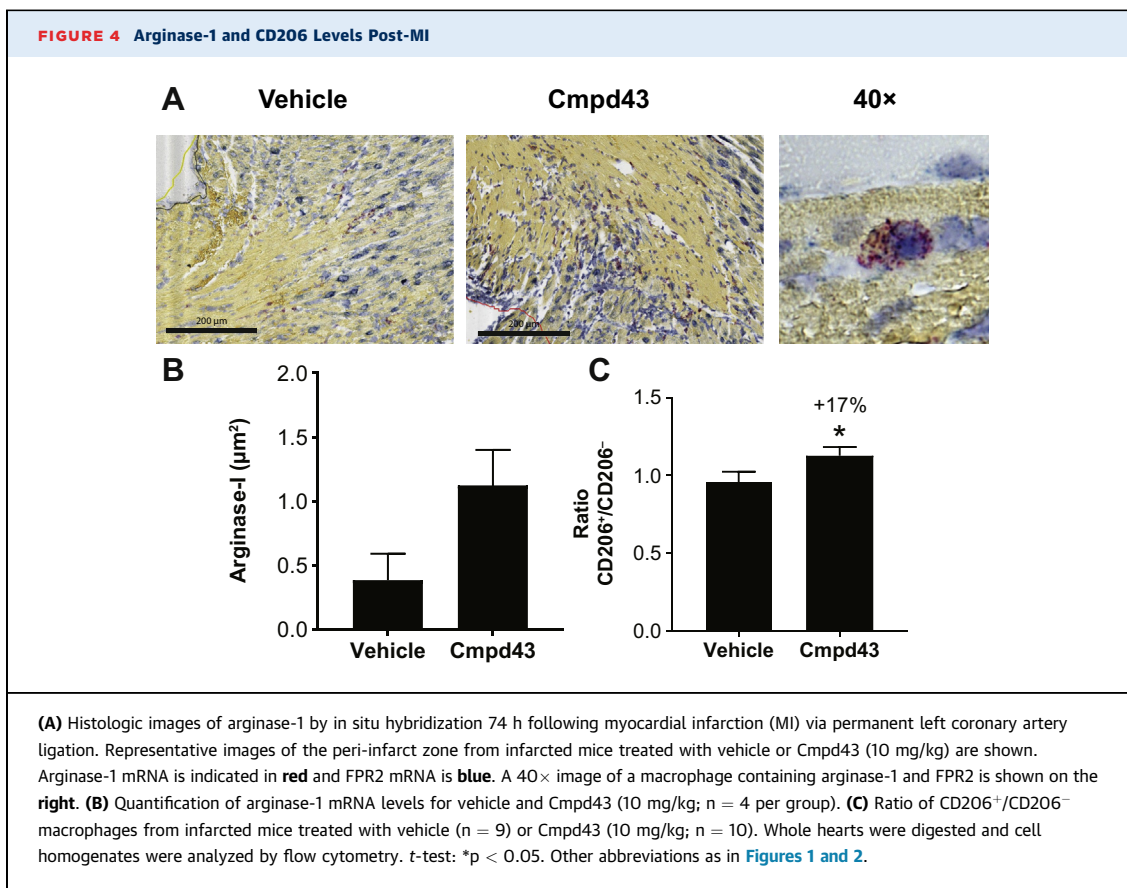 FIGURE 4 Arginase-1 and CD206 Levels Post-MI
A
Vehicle
Cmpd43
40×
200 μm
200 μm
B
C
Arginase-I (μm²)
2.0
1.5
1.0
0.5
0.0
Vehicle
Cmpd43
Ratio
CD206⁺/CD206⁻
1.5
1.0
0.5
0.0
+17%
*
Vehicle
Cmpd43
(A) Histologic images of arginase-1 by in situ hybridization 74 h following myocardial infarction (MI) via permanent left coronary artery
ligation. Representative images of the peri-infarct zone from infarcted mice treated with vehicle or Cmpd43 (10 mg/kg) are shown.
Arginase-1 mRNA is indicated in red and FPR2 mRNA is blue. A 40× image of a macrophage containing arginase-1 and FPR2 is shown on the
right. (B) Quantification of arginase-1 mRNA levels for vehicle and Cmpd43 (10 mg/kg; n = 4 per group). (C) Ratio of CD206⁺/CD206⁻
macrophages from infarcted mice treated with vehicle (n = 9) or Cmpd43 (10 mg/kg; n = 10). Whole hearts were digested and cell
homogenates were analyzed by flow cytometry. t-test: *p < 0.05. Other abbreviations as in Figures 1 and 2.